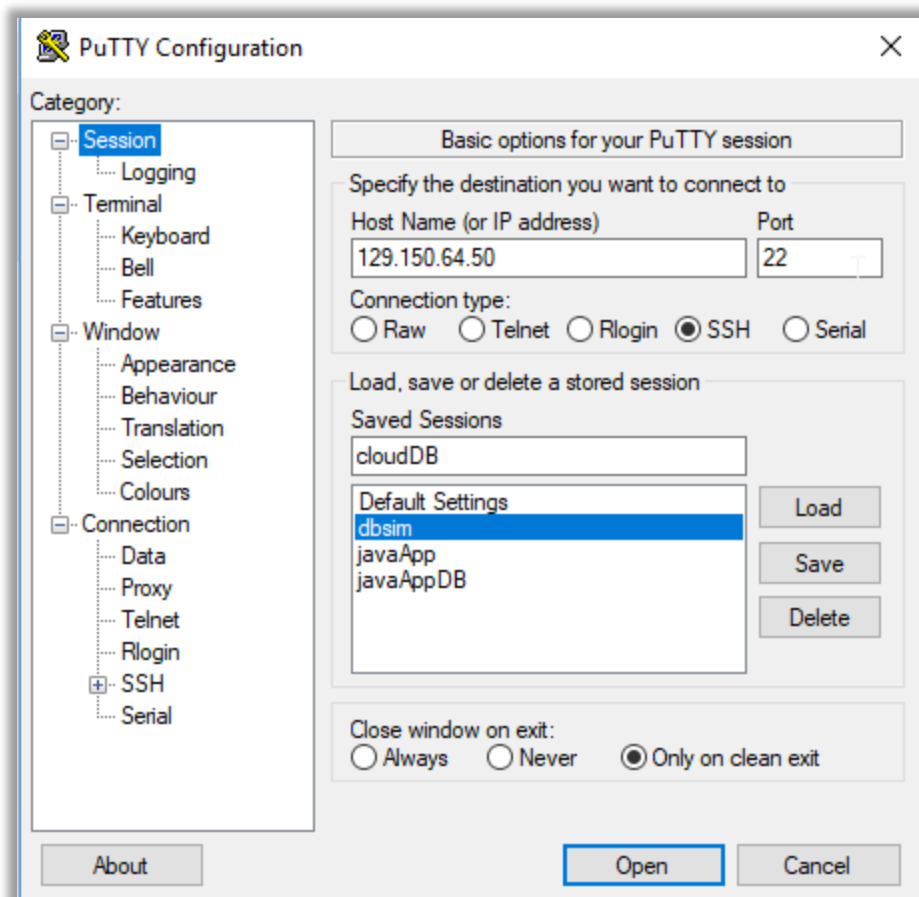 PuTTY Configuration
Category:
Session
Logging
Terminal
Keyboard
Bell
Features
Window
Appearance
Behaviour
Translation
Selection
Colours
Connection
Data
Proxy
Telnet
Rlogin
SSH
Serial
Basic options for your PuTTY session
Specify the destination you want to connect to
Host Name (or IP address) Port
129.150.64.50 22
Connection type:
Raw Telnet Rlogin SSH Serial
Load, save or delete a stored session
Saved Sessions
cloudDB
Default Settings
dbsim
javaApp
javaAppDB
Load
Save
Delete
Close window on exit:
Always Never Only on clean exit
About Open Cancel